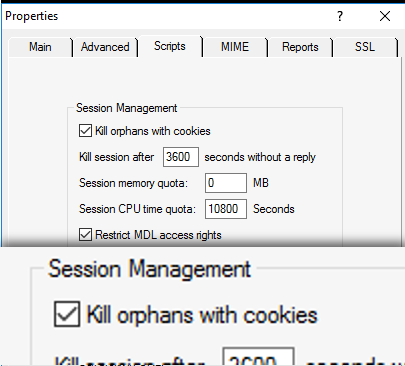 Properties
?
Main Advanced Scripts MIME Reports SSL
Session Management
Kill orphans with cookies
Kill session after 3600 seconds without a reply
Session memory quota: 0 MB
Session CPU time quota: 10800 Seconds
Restrict MDL access rights
Session Management
Kill orphans with cookies
Kill session after 3600 seconds